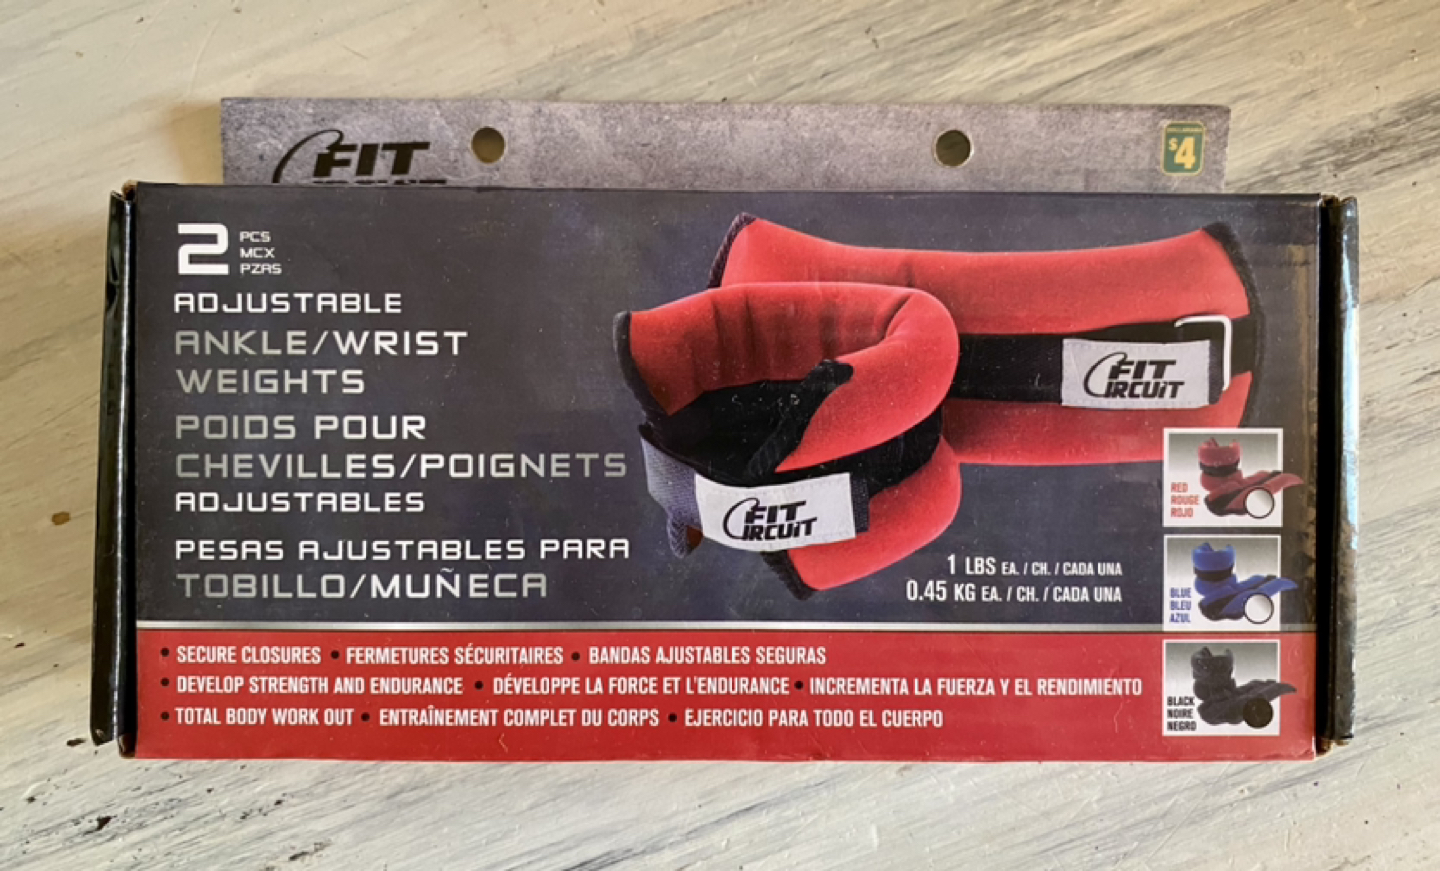 FIT
$4
2 PCS
MCX
PZAS
ADJUSTABLE
ANKLE/WRIST
WEIGHTS
POIDS POUR
CHEVILLES/POIGNETS
ADJUSTABLES
PESAS AJUSTABLES PARA
TOBILLO/MUÑECA
FIT
CIRCUIT
FIT
CIRCUIT
1 LBS EA. / CH. / CADA UNA
0.45 KG EA. / CH. / CADA UNA
RED
ROUGE
ROJO
BLUE
BLEU
AZUL
BLACK
NOIRE
NEGRO
• SECURE CLOSURES • FERMETURES SÉCURITAIRES • BANDAS AJUSTABLES SEGURAS
• DEVELOP STRENGTH AND ENDURANCE • DÉVELOPPE LA FORCE ET L'ENDURANCE • INCREMENTA LA FUERZA Y EL RENDIMIENTO
• TOTAL BODY WORK OUT • ENTRAÎNEMENT COMPLET DU CORPS • EJERCICIO PARA TODO EL CUERPO